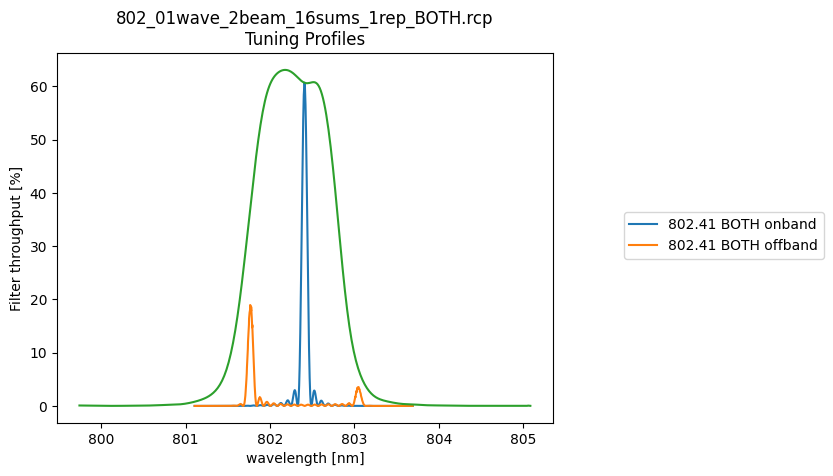 802_01wave_2beam_16sums_1rep_BOTH.rcp
Tuning Profiles
Filter throughput [%]
60
50
40
30
20
10
0
800
801
802
803
804
805
wavelength [nm]
802.41 BOTH onband
802.41 BOTH offband